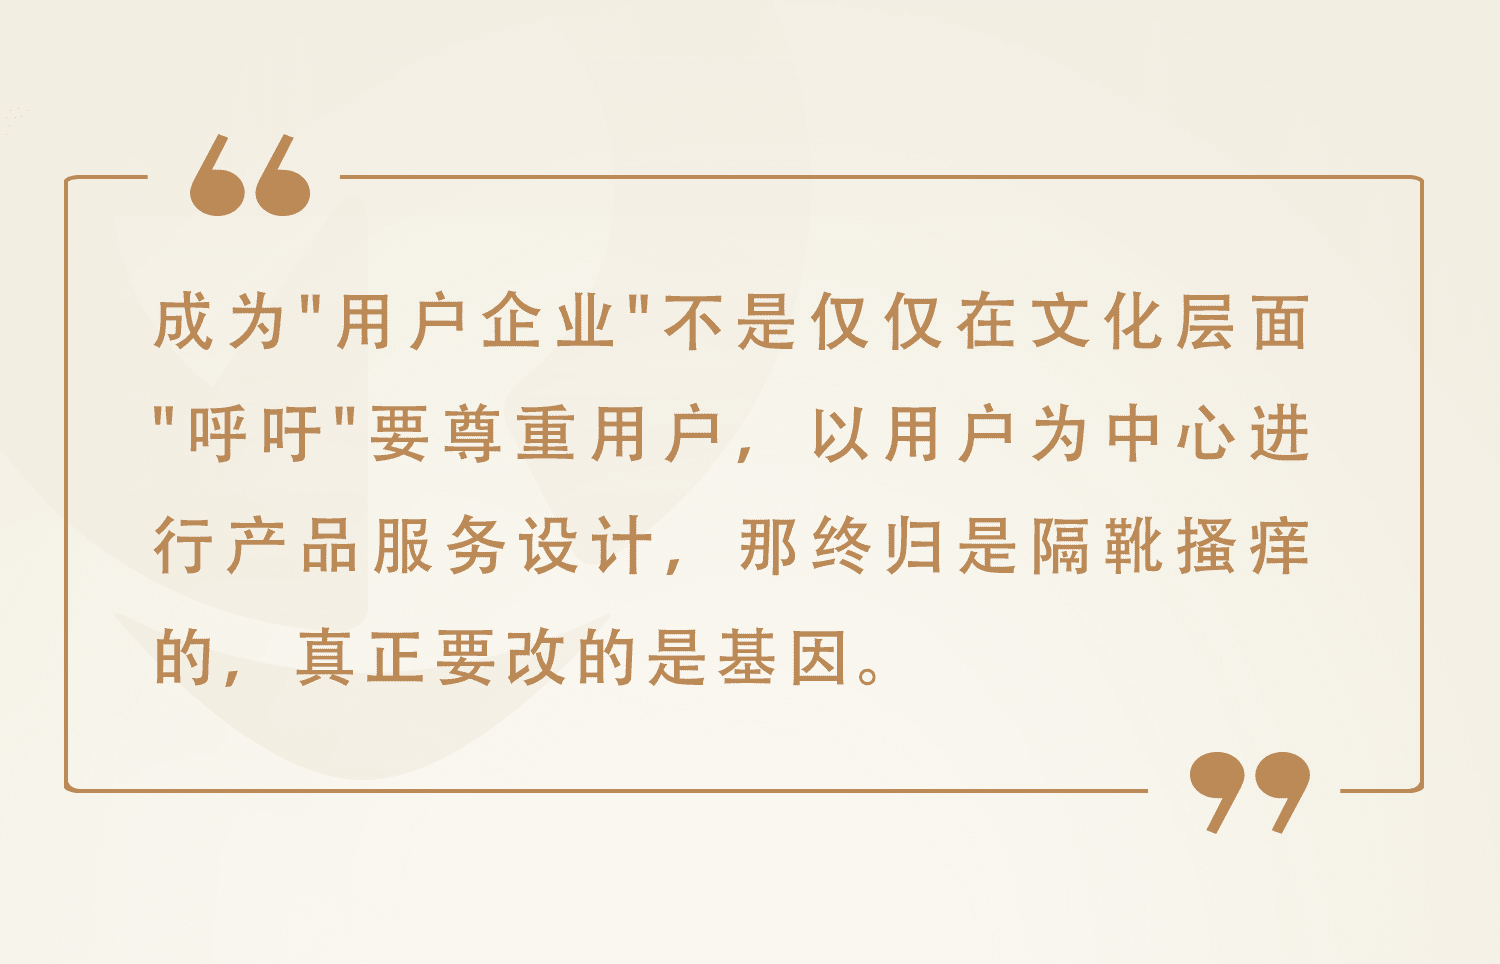 成为"用户企业"不是仅仅在文化层面
"呼吁"要尊重用户，以用户为中心进
行产品服务设计，那终归是隔靴搔痒
的，真正要改的是基因。